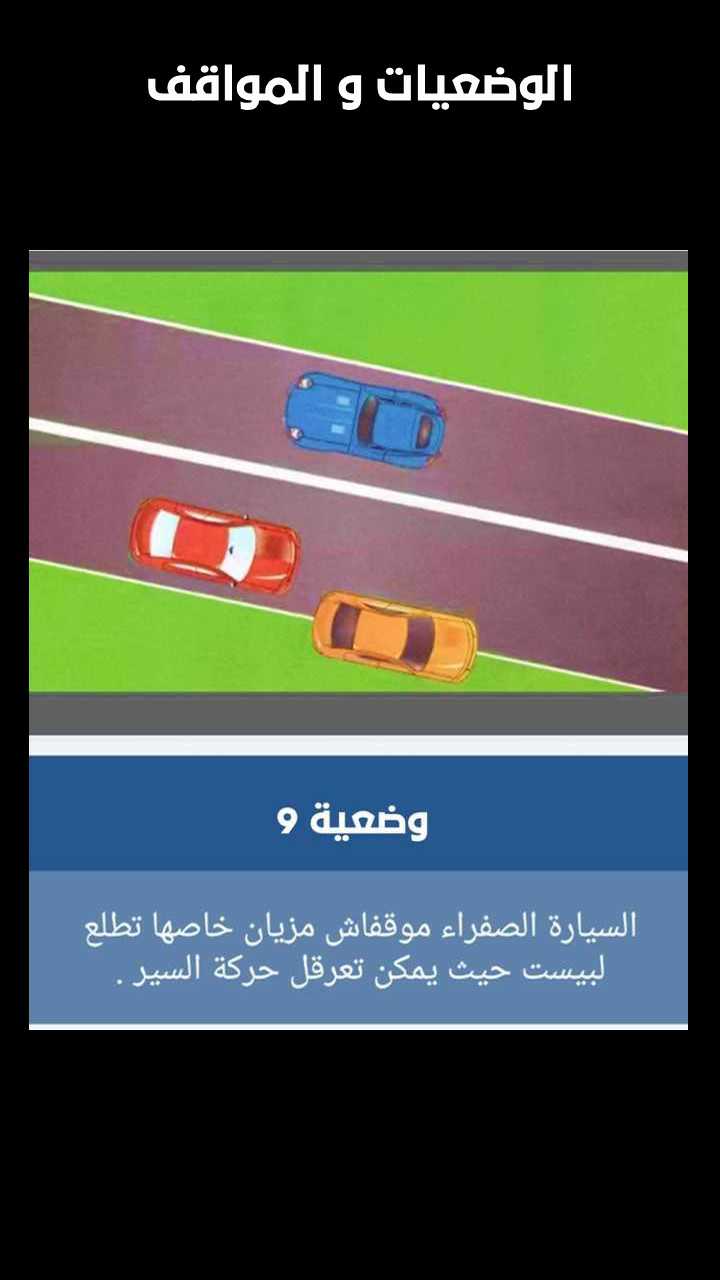 الوضعيات و المواقف
وضعية 9
السيارة الصفراء موقفاش مزيان خاصها تطلع
لبيست حيث يمكن تعرقل حركة السير .